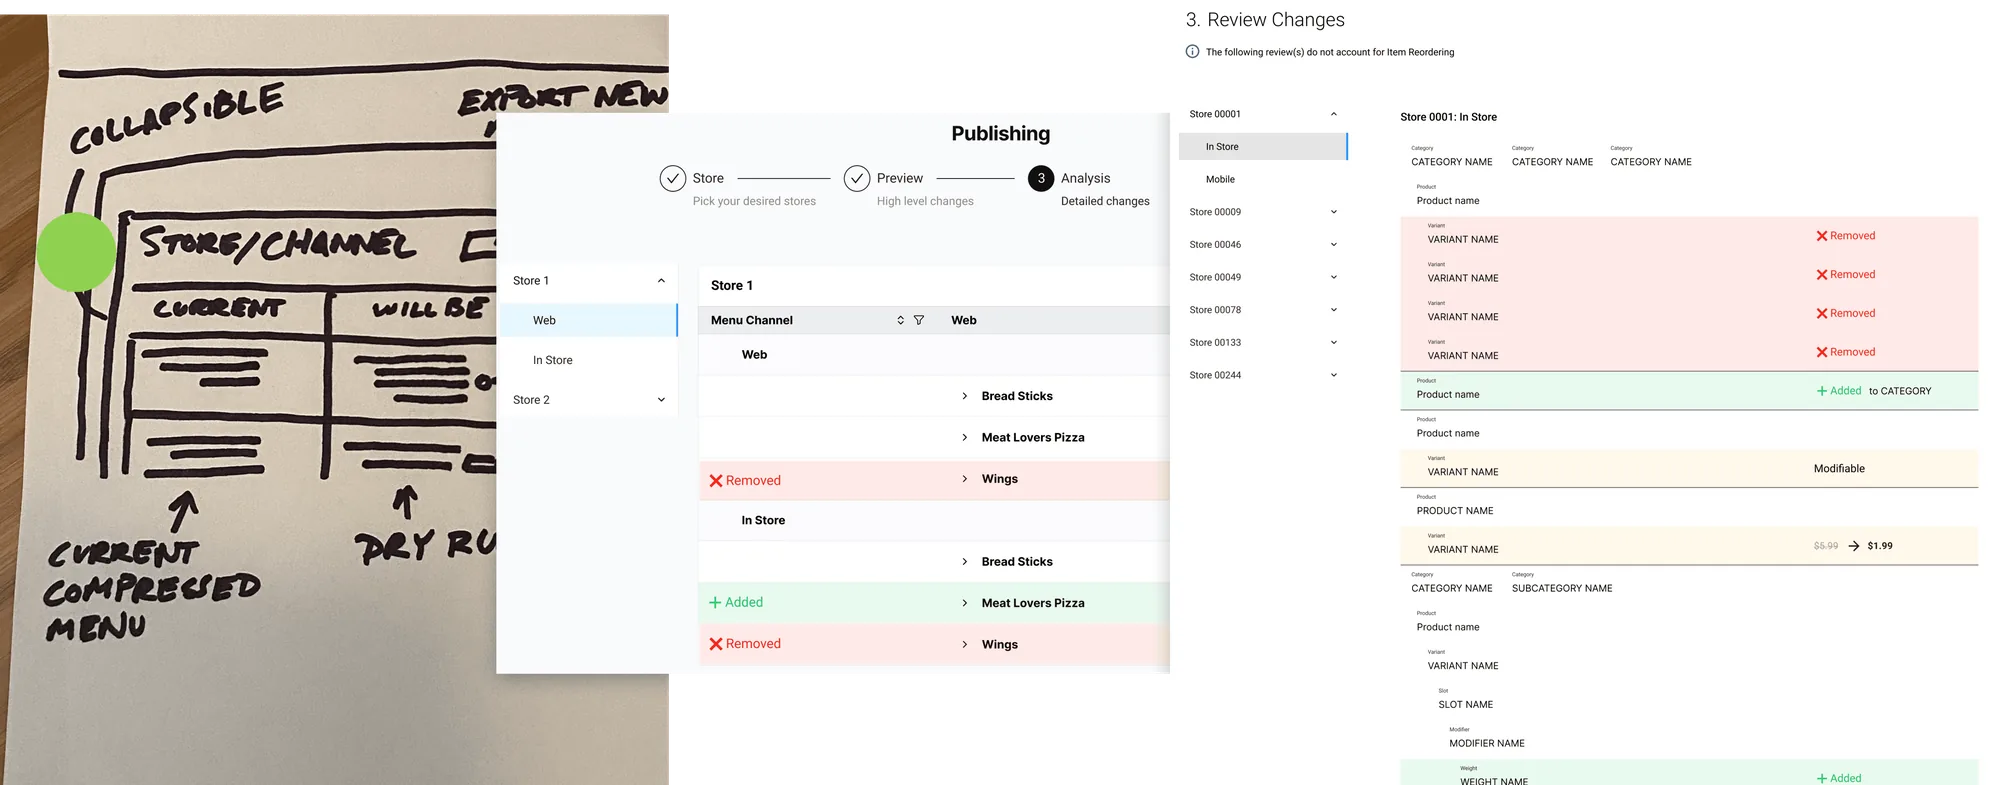 COLLAPSIBLE
EXPORT NEW
STORE/CHANNEL
CURRENT
WILL BE
CURRENT
COMPRESSED
MENU
DRY RU
Publishing
Store
Pick your desired stores
Preview
High level changes
3
Analysis
Detailed changes
Store 1
Web
In Store
Store 2
Store 1
Menu Channel
Web
Web
Bread Sticks
Meat Lovers Pizza
Removed
Wings
In Store
Bread Sticks
Added
Meat Lovers Pizza
Removed
Wings
3. Review Changes
The following review(s) do not account for Item Reordering
Store 00001
In Store
Mobile
Store 00009
Store 00046
Store 00049
Store 00078
Store 00133
Store 00244
Store 0001: In Store
Category Category Category
CATEGORY NAME CATEGORY NAME CATEGORY NAME
Product
Product name
Variant
VARIANT NAME
Removed
Variant
VARIANT NAME
Removed
Variant
VARIANT NAME
Removed
Variant
VARIANT NAME
Removed
Product
Product name
Added to CATEGORY
Product
Product name
Variant
VARIANT NAME
Modifiable
Product
PRODUCT NAME
Variant
VARIANT NAME
$5.99 → $1.99
Category Category
CATEGORY NAME SUBCATEGORY NAME
Product
Product name
Variant
VARIANT NAME
Slot
SLOT NAME
Modifier
MODIFIER NAME
Weight
WEIGHT NAME
Added